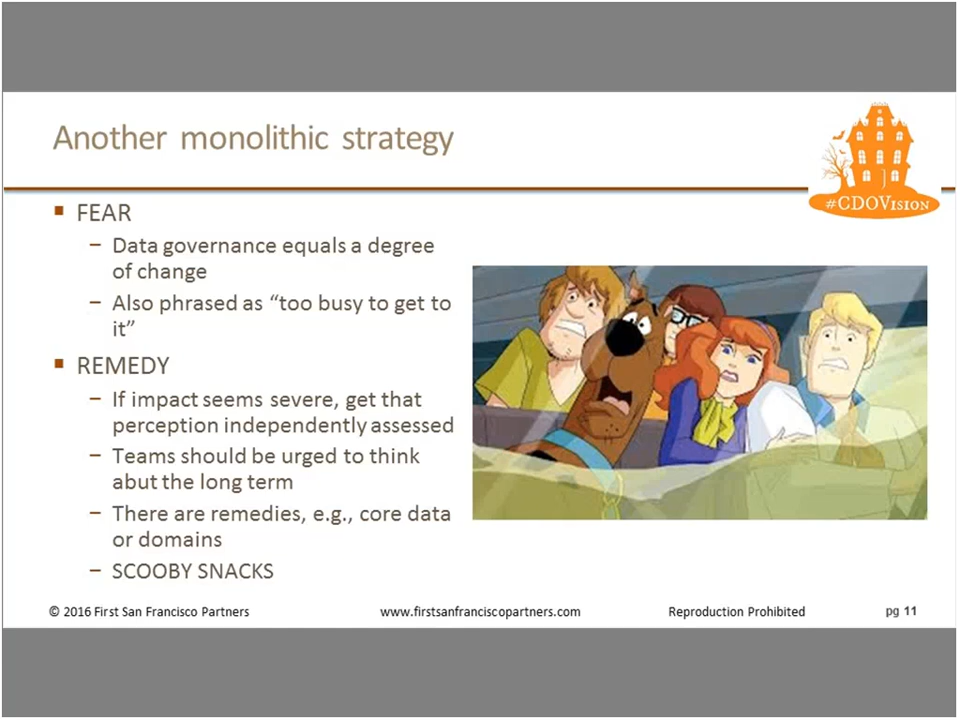 Another monolithic strategy
#CDOVISION
▪ FEAR
− Data governance equals a degree
of change
− Also phrased as “too busy to get to
it”
▪ REMEDY
− If impact seems severe, get that
perception independently assessed
− Teams should be urged to think
abut the long term
− There are remedies, e.g., core data
or domains
− SCOOBY SNACKS
© 2016 First San Francisco Partners www.firstsanfranciscopartners.com Reproduction Prohibited pg 11